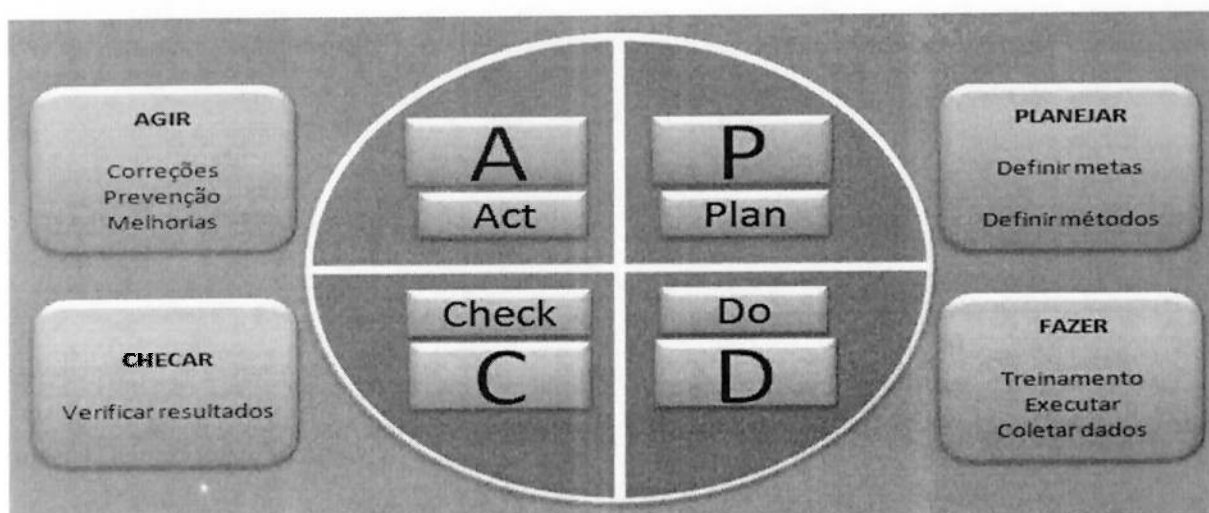 AGIR
Correções
Prevenção
Melhorias
A
Act
P
Plan
PLANEJAR
Definir metas
Definir métodos
CHECAR
Verificar resultados
Check
C
Do
D
FAZER
Treinamento
Executar
Coletar dados